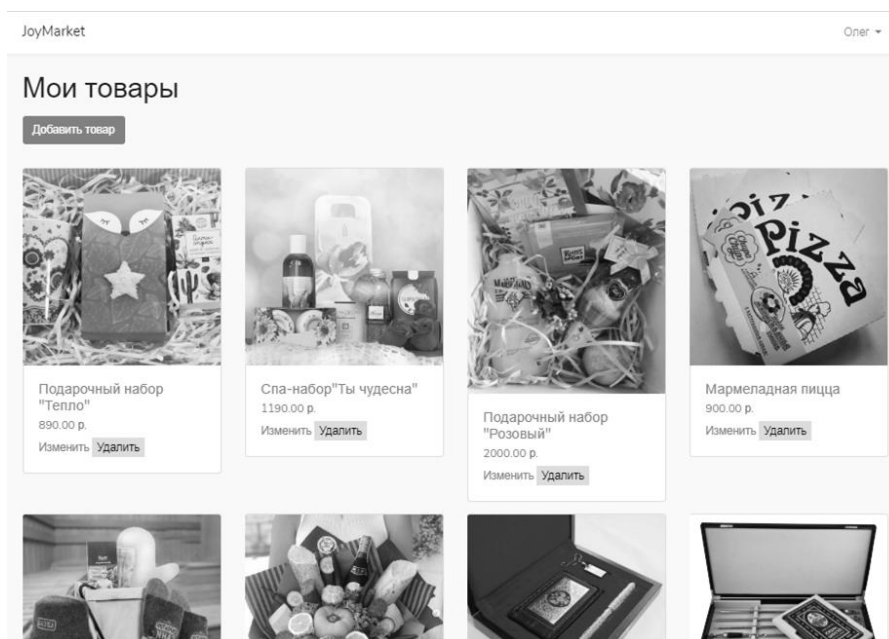 JoyMarket
Олег
Мои товары
Добавить товар
Pizza
Подарочный набор
"Тепло"
890.00 р.
Изменить Удалить
Спа-набор"Ты чудесна"
1190.00 р.
Изменить Удалить
Подарочный набор
"Розовый"
2000.00 р.
Изменить Удалить
Мармеладная пицца
900.00 р.
Изменить Удалить